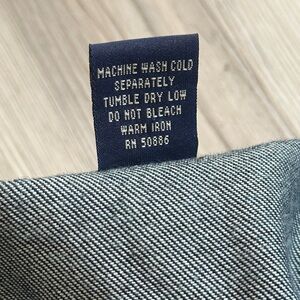 MACHINE WASH COLD
SEPARATELY
TUMBLE DRY LOW
DO NOT BLEACH
WARM IRON
RN 50886